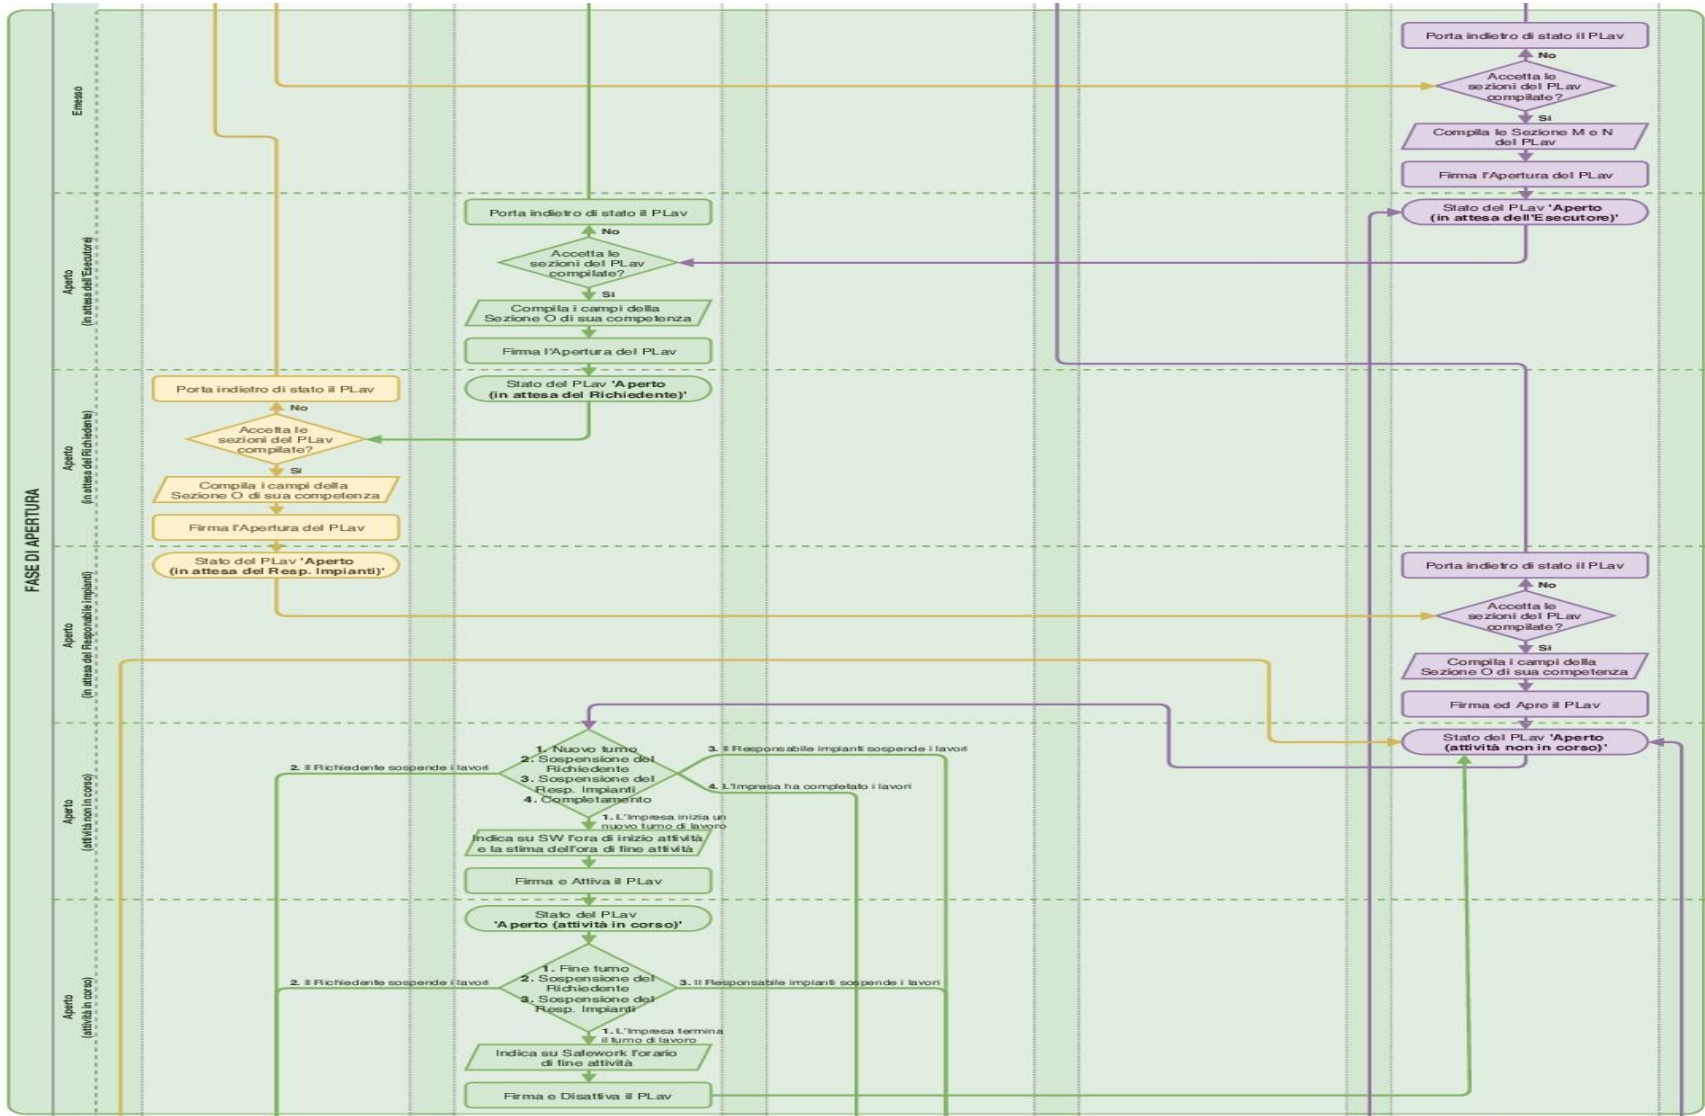 FASE DI APERTURA
Emesso
Porta indietro di stato il PLav
No
Accetta le
sezioni del PLav
compilate?
Si
Compila le Sezione M e N
del PLav
Firma l'Apertura del PLav
Aperto
(in attesa dell'Esecutore)
Stato del PLav 'Aperto
(in attesa dell'Esecutore)'
Porta indietro di stato il PLav
No
Accetta le
sezioni del PLav
compilate?
Si
Compila i campi della
Sezione O di sua competenza
Firma l'Apertura del PLav
Aperto
(in attesa del Richiedente)
Stato del PLav 'Aperto
(in attesa del Richiedente)'
Porta indietro di stato il PLav
No
Accetta le
sezioni del PLav
compilate?
Si
Compila i campi della
Sezione O di sua competenza
Firma l'Apertura del PLav
Aperto
(in attesa del Responabile impianti)
Stato del PLav 'Aperto
(in attesa del Resp. Impianti)'
Porta indietro di stato il PLav
No
Accetta le
sezioni del PLav
compilate?
Si
Compila i campi della
Sezione O di sua competenza
Firma ed Apre il PLav
Aperto
(attività non in corso)
Stato del PLav 'Aperto
(attività non in corso)'
1. Nuovo turno
2. Sospensione del
Richiedente
3. Sospensione del
Resp. Impianti
4. Completamento
2. Il Richiedente sospende i lavori
3. Il Responsabile impianti sospende i lavori
4. L'Impresa ha completato i lavori
1. L'Impresa inizia un
nuovo turno di lavoro
Indica su SW l'ora di inizio attività
e la stima dell'ora di fine attività
Firma e Attiva il PLav
Aperto
(attività in corso)
Stato del PLav
'Aperto (attività in corso)'
1. Fine turno
2. Sospensione del
Richiedente
3. Sospensione del
Resp. Impianti
2. Il Richiedente sospende i lavori
3. Il Responsabile impianti sospende i lavori
1. L'Impresa termina
il turno di lavoro
Indica su Safework l'orario
di fine attività
Firma e Disattiva il PLav